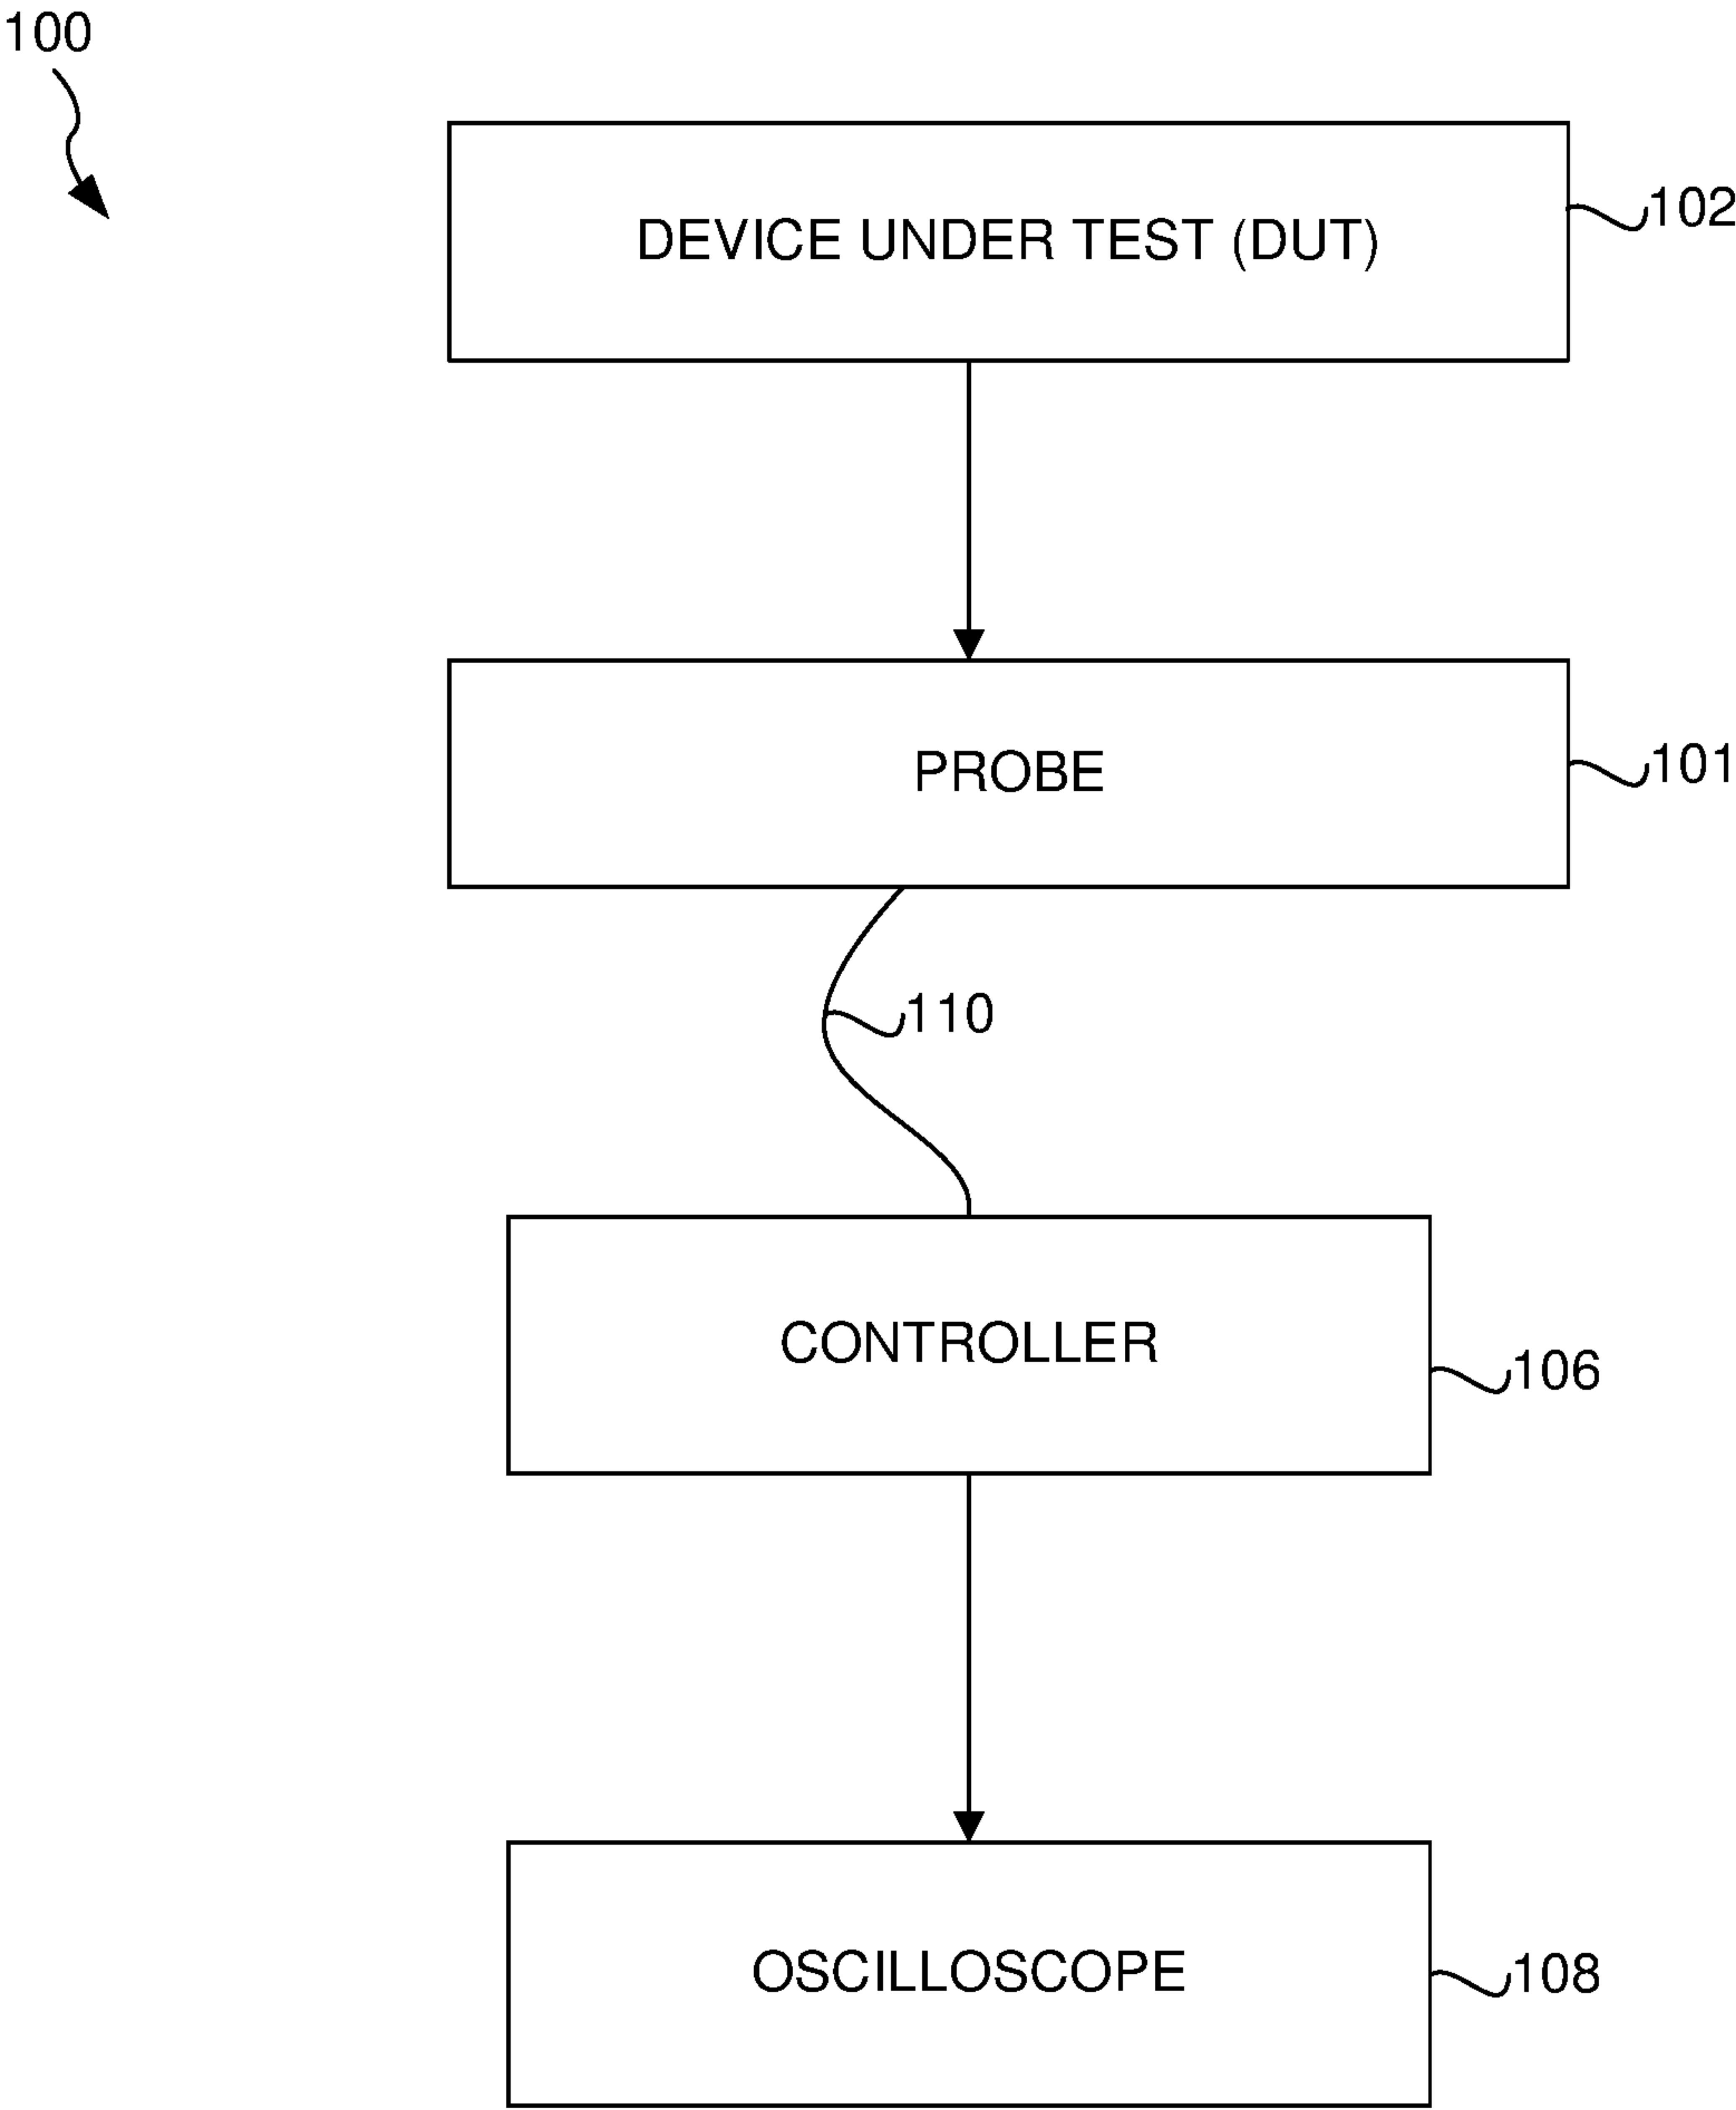 100
DEVICE UNDER TEST (DUT)
102
PROBE
101
110
CONTROLLER
106
OSCILLOSCOPE
108